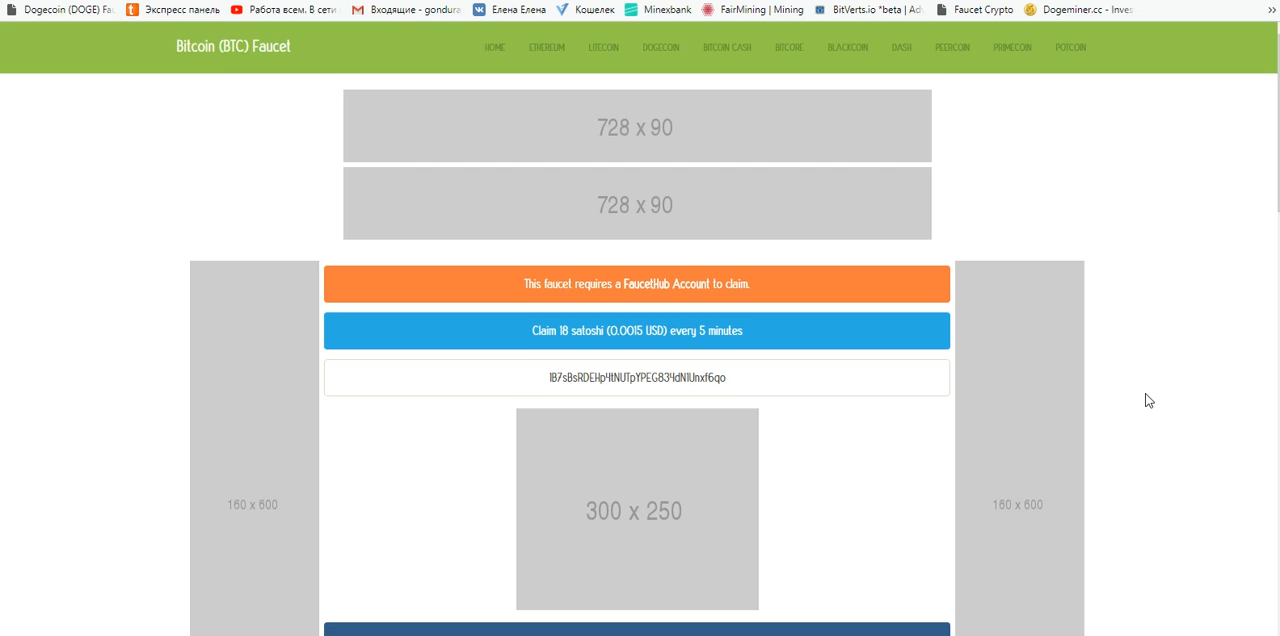 Dogecoin (DOGE) Fau Экспресс панель Работа всем. В сети Входящие - gondura Елена Елена Кошелек Minexbank FairMining | Mining BitVerts.io *beta | Adv Faucet Crypto Dogeminer.cc - Inves »
Bitcoin (BTC) Faucet HOME ETHEREUM LITECOIN DOGECOIN BITCOIN CASH BITCORE BLACKCOIN DASH PEERCOIN PRIMECOIN POTCOIN
728 x 90
728 x 90
This faucet requires a FaucetHub Account to claim.
Claim 18 satoshi (0.0015 USD) every 5 minutes
1B7sBsRDEHp4tNUTpYPEG834dN1Unxf6qo
160 x 600 300 x 250 160 x 600